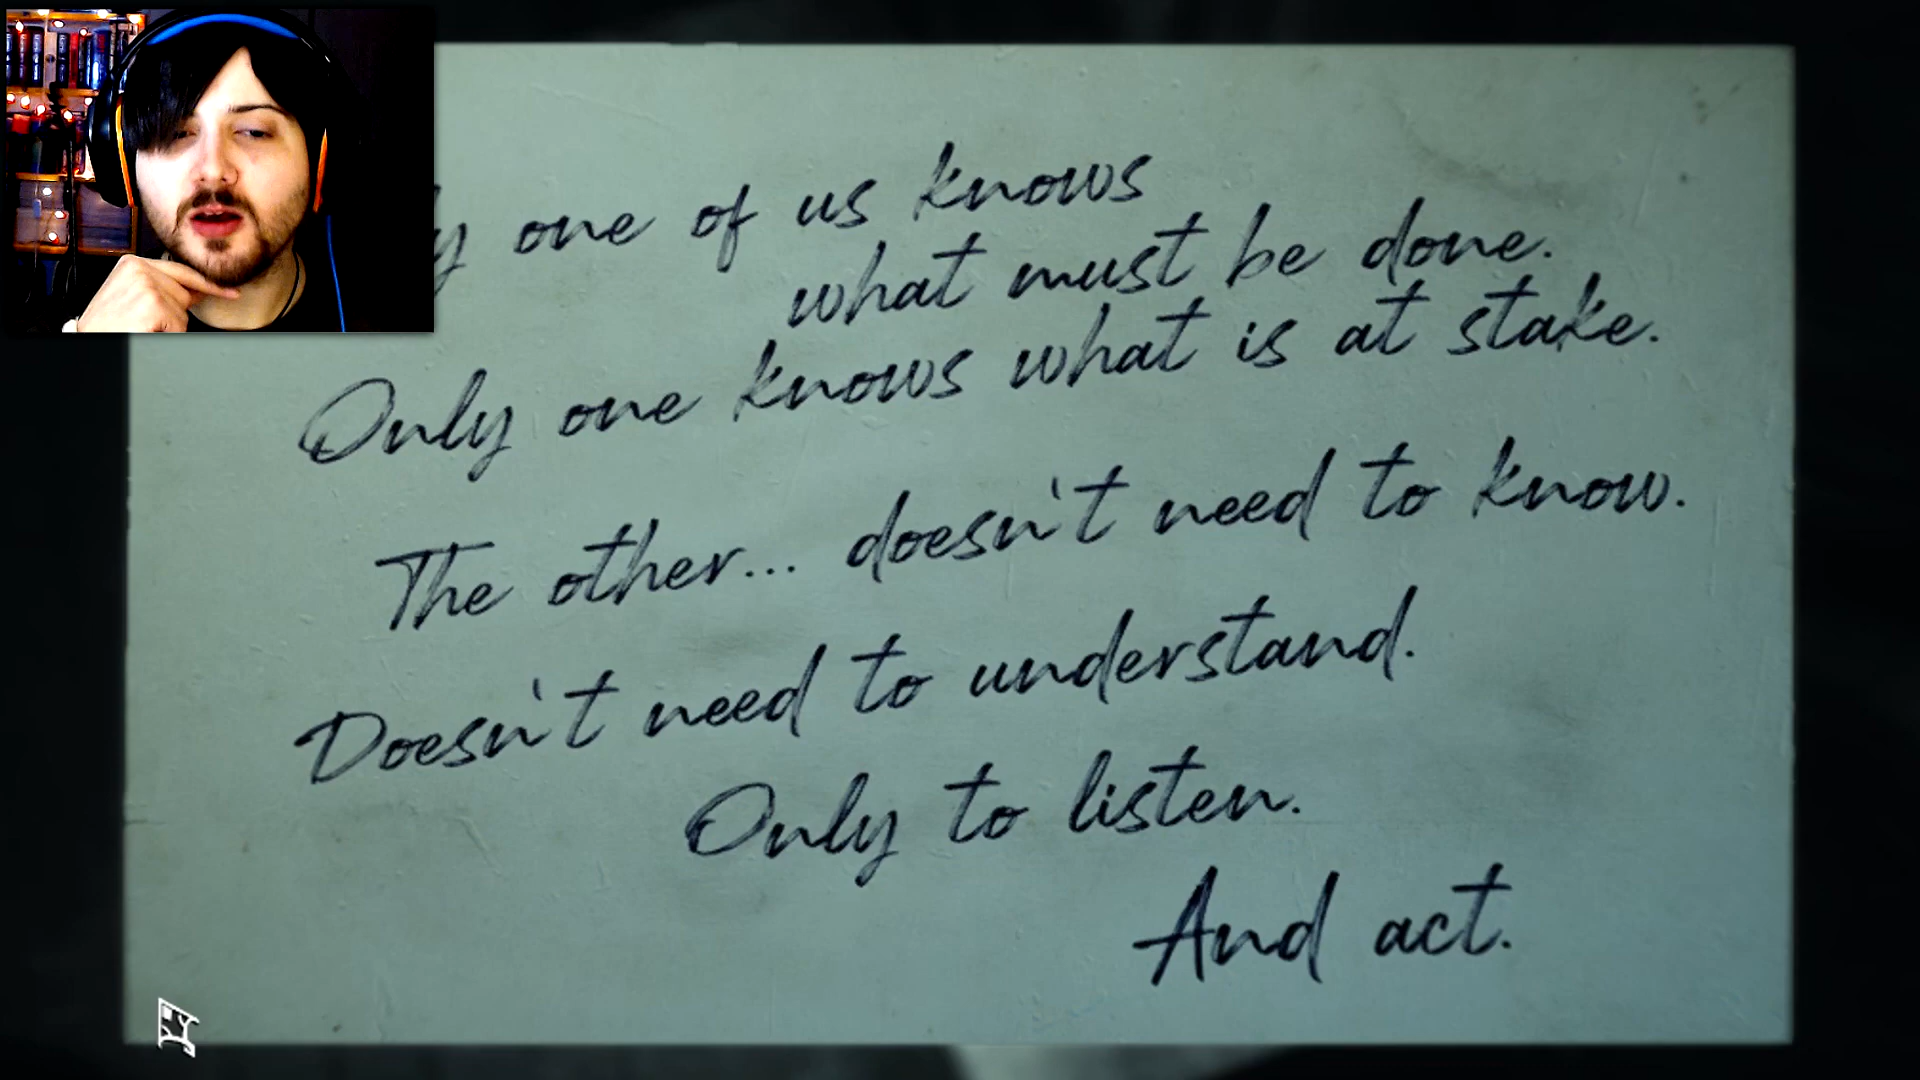 one of us knows
what must be done.
Only one knows what is at stake.
The other... doesn't need to know.
Doesn't need to understand.
Only to listen.
And act.